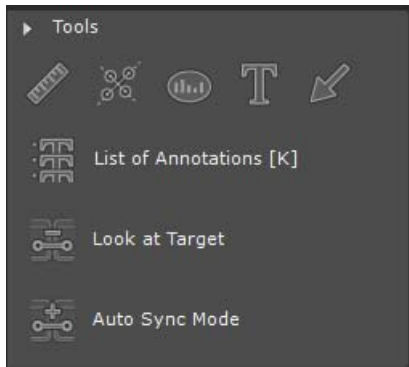 Tools
T
List of Annotations [K]
Look at Target
Auto Sync Mode